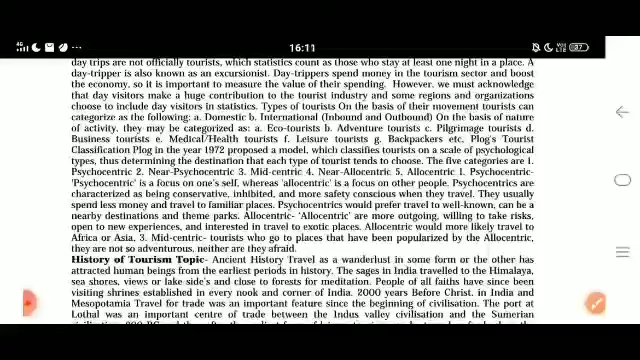 4G 16:11 37
day trips are not officially tourists, which statistics count as those who stay at least one night in a place. A
day tripper is also known as an excursionist. Day-trippers spend money in the tourism sector and boost
the economy, so it is important to measure the value of their spending. However, we must acknowledge
that day visitors make a huge contribution to the tourist industry and some regions and organizations
choose to include day visitors in statistics. Types of Tourists On the basis of their movement tourists can
categorize as the following: a. Domestic b. International (Inbound and Outbound) On the basis of nature
of activity, they may be categorized as: a. Eco-tourists b. Adventure tourists c. Pilgrimage tourists d.
Business tourists e. Medical/Health tourists f. Leisure tourists g. Backpackers etc, Plog's Tourist
Classification Plog in the year 1972 proposed a model, which classifies tourists on a scale of psychological
types, thus determining the destination that each type of tourist tends to choose. The five categories are 1.
Psychocentric 2. Near-Psychocentric 3. Mid-centric 4. Near-Allocentric 5. Allocentric 1. Psychocentric
'Psychocentric is a focus on one's self, whereas 'allocentric' is a focus on other people. Psychocentrics are
characterized as being conservative, inhibited, and more safety conscious when they travel. They usually
spend less money and travel to familiar places. Psychocentrics would prefer travel to well-known, can be
a nearby destinations and theme parks. Allocentric- 'Allocentric' are more outgoing, willing to take risks,
open to new experiences, and interested in travel to exotic places. Allocentric would more likely travel to
Africa or Asia, 3. Mid-centric- tourists who go to places that have been popularized by the Allocentric,
they are not so adventurous, neither are they afraid.
History of Tourism Topic- Ancient History Travel as a wanderlust in some form or the other has
attracted human beings from the earliest periods in history. The sages in India travelled to the Himalaya,
sea shores, views or lake-sides and close to forests for meditation. People of all faiths have since been
visiting shrines established in every nook and corner of India. 2000 years Before Christ, in India and
Mesopotamia Travel for trade was an important feature since the beginning of civilisation. The port at
Lothal was an important centre of trade between the Indus valley civilisation and the Sumerian